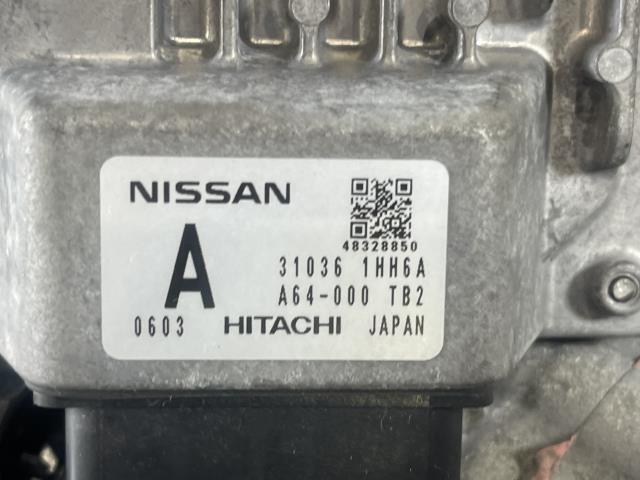 NISSAN
48328850
A
31036 1HH6A
A64-000 TB2
0603 HITACHI JAPAN